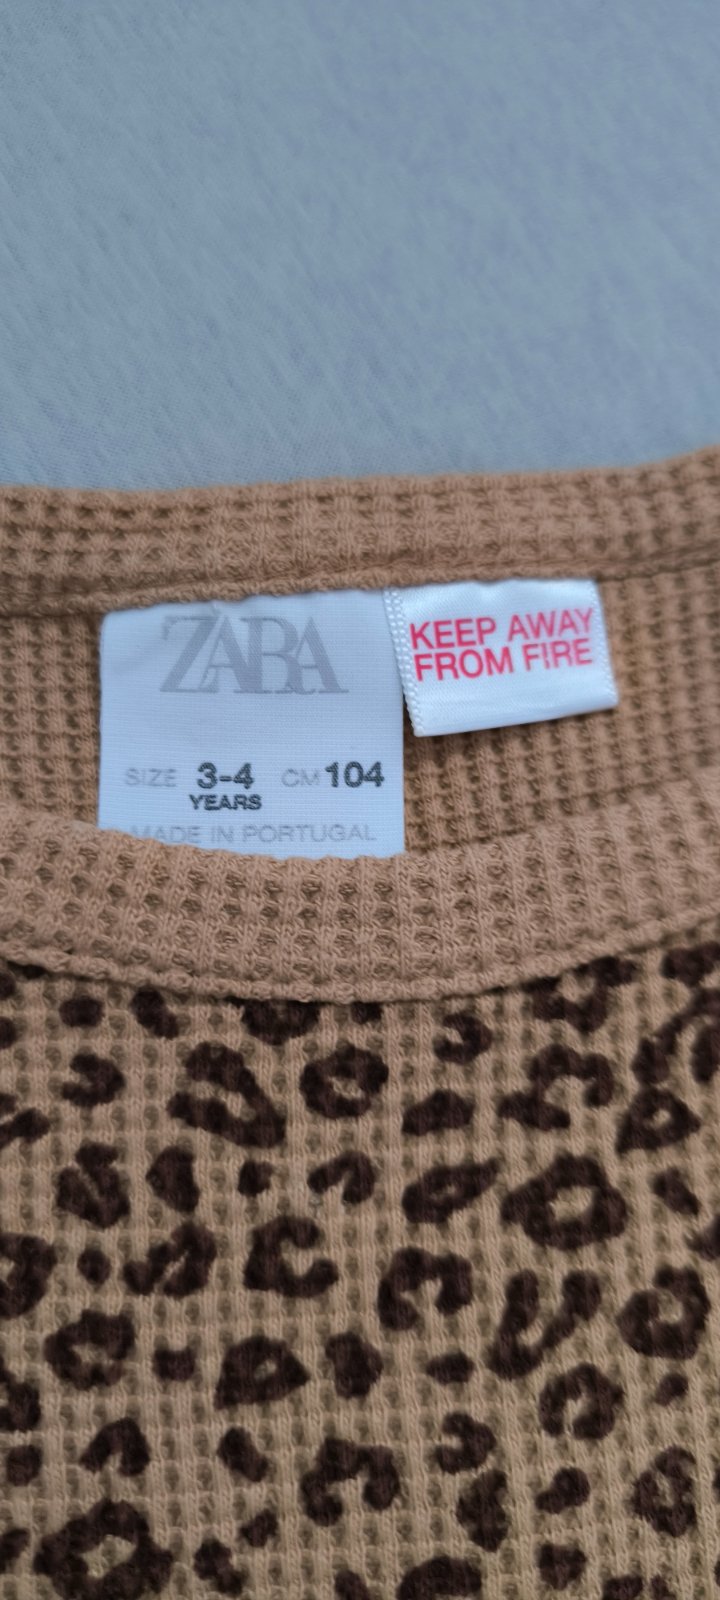 ZARA
KEEP AWAY
FROM FIRE
SIZE 3-4 CM 104
YEARS
MADE IN PORTUGAL